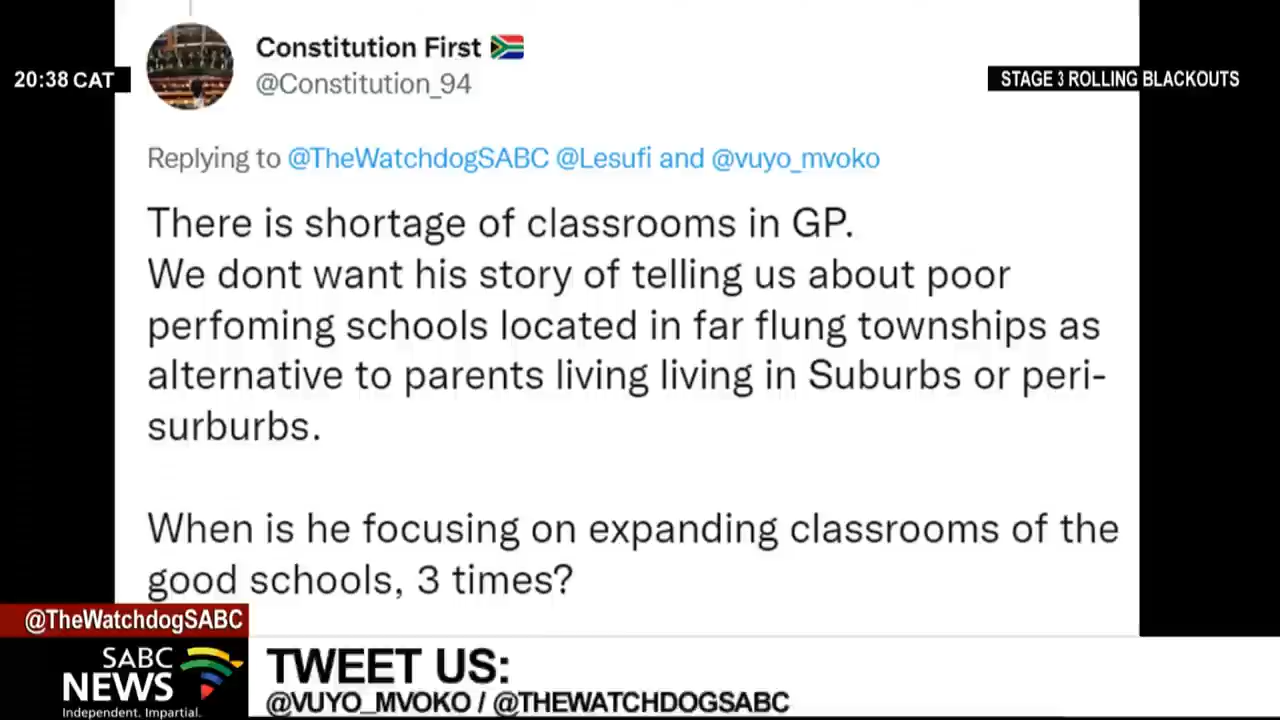 Constitution First
@Constitution_94
20:38 CAT
STAGE 3 ROLLING BLACKOUTS
Replying to @TheWatchdogSABC @Lesufi and @vuyo_mvoko
There is shortage of classrooms in GP.
We dont want his story of telling us about poor
perfoming schools located in far flung townships as
alternative to parents living living in Suburbs or peri-
surburbs.
When is he focusing on expanding classrooms of the
good schools, 3 times?
@TheWatchdogSABC
SABC
NEWS
Independent. Impartial.
TWEET US:
@VUYO_MVOKO / @THEWATCHDOGSABC